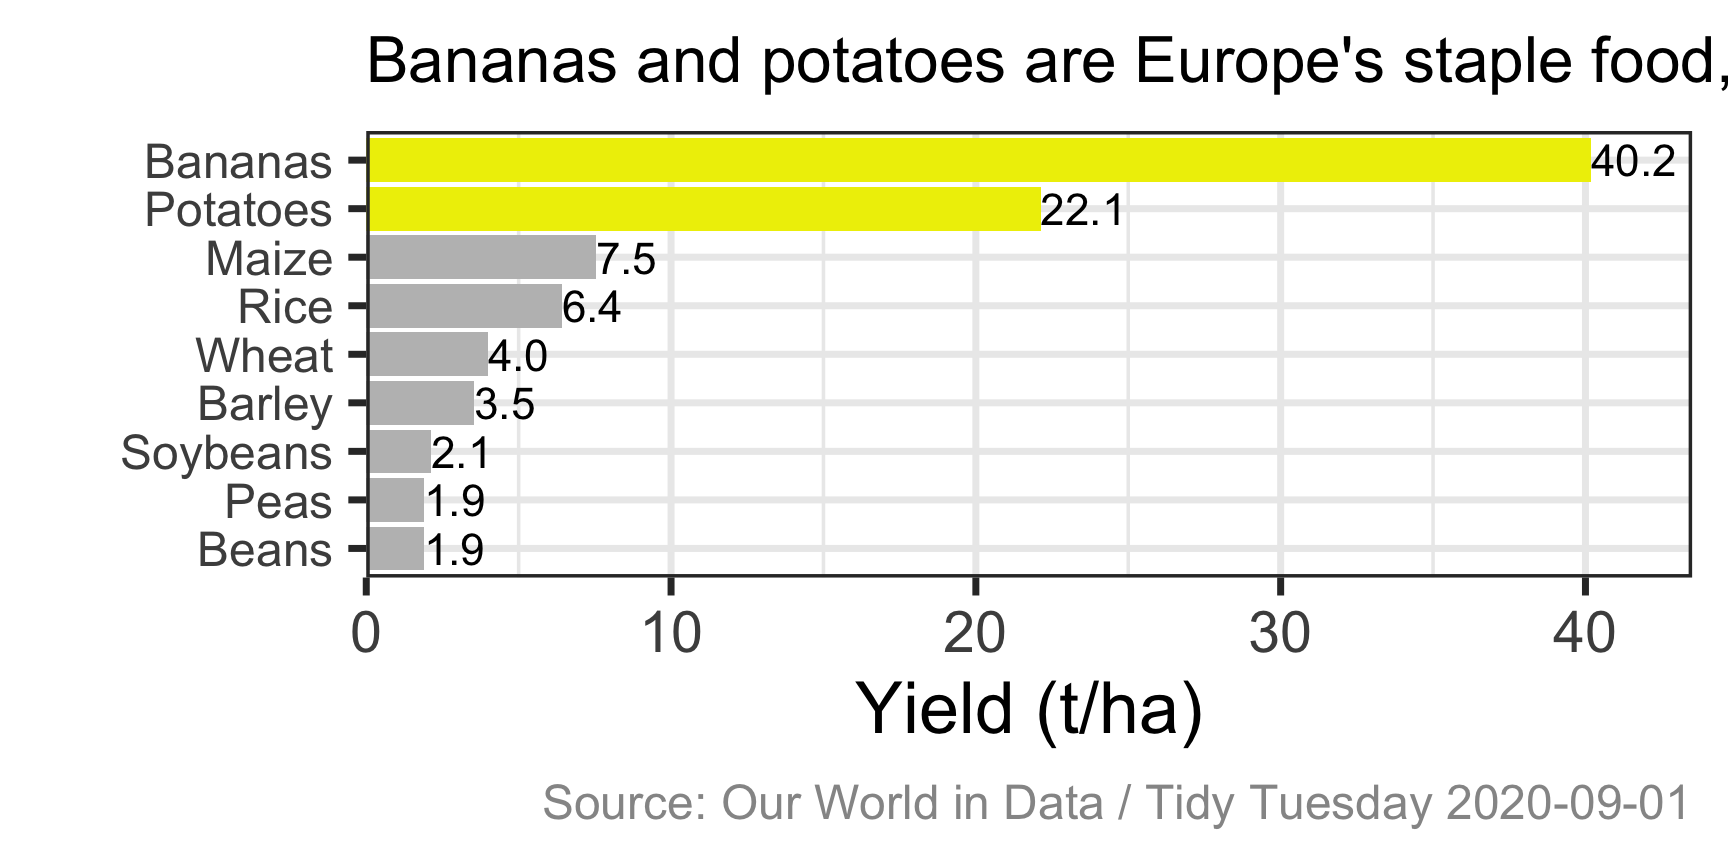 Bananas and potatoes are Europe's staple food,
Bananas 40.2
Potatoes 22.1
Maize 7.5
Rice 6.4
Wheat 4.0
Barley 3.5
Soybeans 2.1
Peas 1.9
Beans 1.9
0 10 20 30 40
Yield (t/ha)
Source: Our World in Data / Tidy Tuesday 2020-09-01